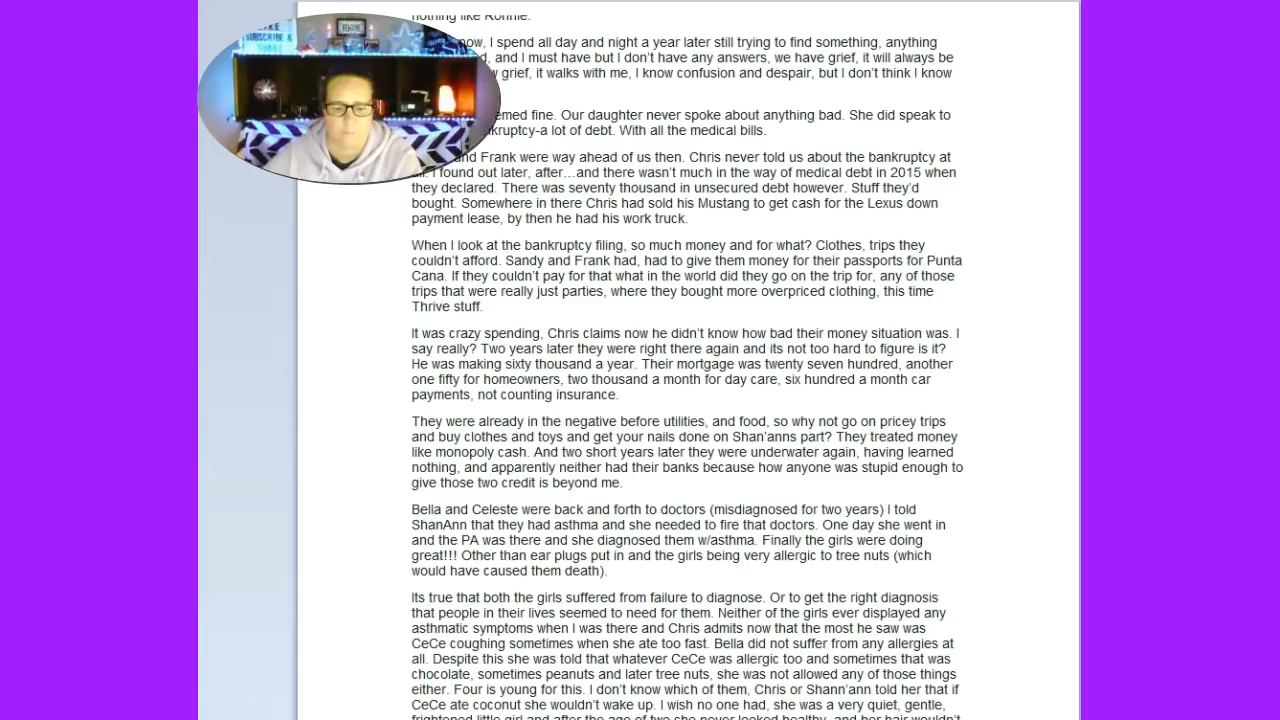 SUBSCRIBE &
nothing like Ronnie.
now, I spend all day and night a year later still trying to find something, anything
and I must have but I don't have any answers, we have grief, it will always be
grief, it walks with me, I know confusion and despair, but I don't think I know
fine. Our daughter never spoke about anything bad. She did speak to
a lot of debt. With all the medical bills.
and Frank were way ahead of us then. Chris never told us about the bankruptcy at
I found out later, after…and there wasn't much in the way of medical debt in 2015 when
they declared. There was seventy thousand in unsecured debt however. Stuff they'd
bought. Somewhere in there Chris had sold his Mustang to get cash for the Lexus down
payment lease, by then he had his work truck.
When I look at the bankruptcy filing, so much money and for what? Clothes, trips they
couldn't afford. Sandy and Frank had, had to give them money for their passports for Punta
Cana. If they couldn't pay for that what in the world did they go on the trip for, any of those
trips that were really just parties, where they bought more overpriced clothing, this time
Thrive stuff.
It was crazy spending, Chris claims now he didn't know how bad their money situation was. I
say really? Two years later they were right there again and its not too hard to figure is it?
He was making sixty thousand a year. Their mortgage was twenty seven hundred, another
one fifty for homeowners, two thousand a month for day care, six hundred a month car
payments, not counting insurance.
They were already in the negative before utilities, and food, so why not go on pricey trips
and buy clothes and toys and get your nails done on Shan'anns part? They treated money
like monopoly cash. And two short years later they were underwater again, having learned
nothing, and apparently neither had their banks because how anyone was stupid enough to
give those two credit is beyond me.
Bella and Celeste were back and forth to doctors (misdiagnosed for two years) I told
ShanAnn that they had asthma and she needed to fire that doctors. One day she went in
and the PA was there and she diagnosed them w/asthma. Finally the girls were doing
great!!! Other than ear plugs put in and the girls being very allergic to tree nuts (which
would have caused them death).
Its true that both the girls suffered from failure to diagnose. Or to get the right diagnosis
that people in their lives seemed to need for them. Neither of the girls ever displayed any
asthmatic symptoms when I was there and Chris admits now that the most he saw was
CeCe coughing sometimes when she ate too fast. Bella did not suffer from any allergies at
all. Despite this she was told that whatever CeCe was allergic too and sometimes that was
chocolate, sometimes peanuts and later tree nuts, she was not allowed any of those things
either. Four is young for this. I don't know which of them, Chris or Shann'ann told her that if
CeCe ate coconut she wouldn't wake up. I wish no one had, she was a very quiet, gentle,
frightened little girl and after the age of two she never looked healthy, and her hair wouldn't